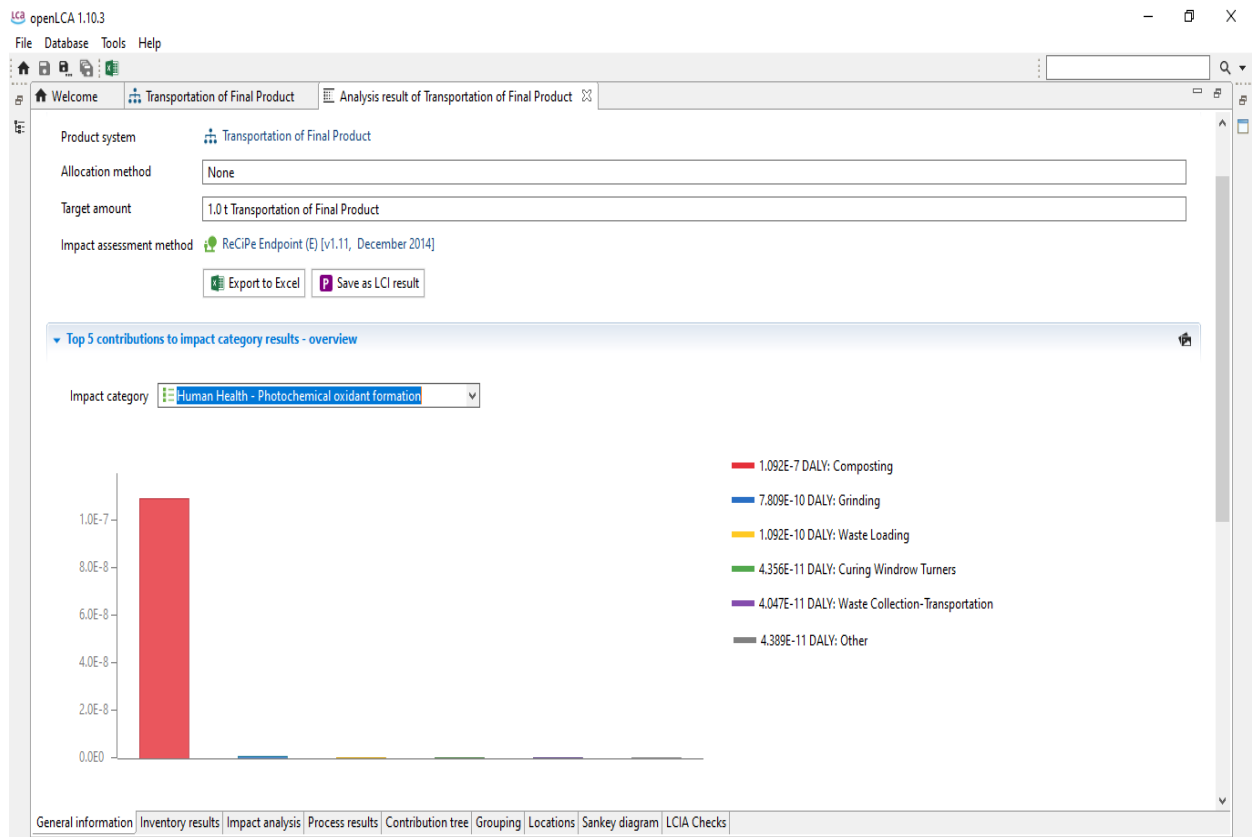 LCA openLCA 1.10.3
File Database Tools Help
Welcome Transportation of Final Product Analysis result of Transportation of Final Product
Product system Transportation of Final Product
Allocation method None
Target amount 1.0 t Transportation of Final Product
Impact assessment method ReCiPe Endpoint (E) [v1.11, December 2014]
Export to Excel P Save as LCI result
Top 5 contributions to impact category results - overview
Impact category Human Health - Photochemical oxidant formation
1.092E-7 DALY: Composting
7.809E-10 DALY: Grinding
1.092E-10 DALY: Waste Loading
4.356E-11 DALY: Curing Windrow Turners
4.047E-11 DALY: Waste Collection-Transportation
4.389E-11 DALY: Other
1.0E-7
8.0E-8
6.0E-8
4.0E-8
2.0E-8
0.0E0
General information Inventory results Impact analysis Process results Contribution tree Grouping Locations Sankey diagram LCIA Checks